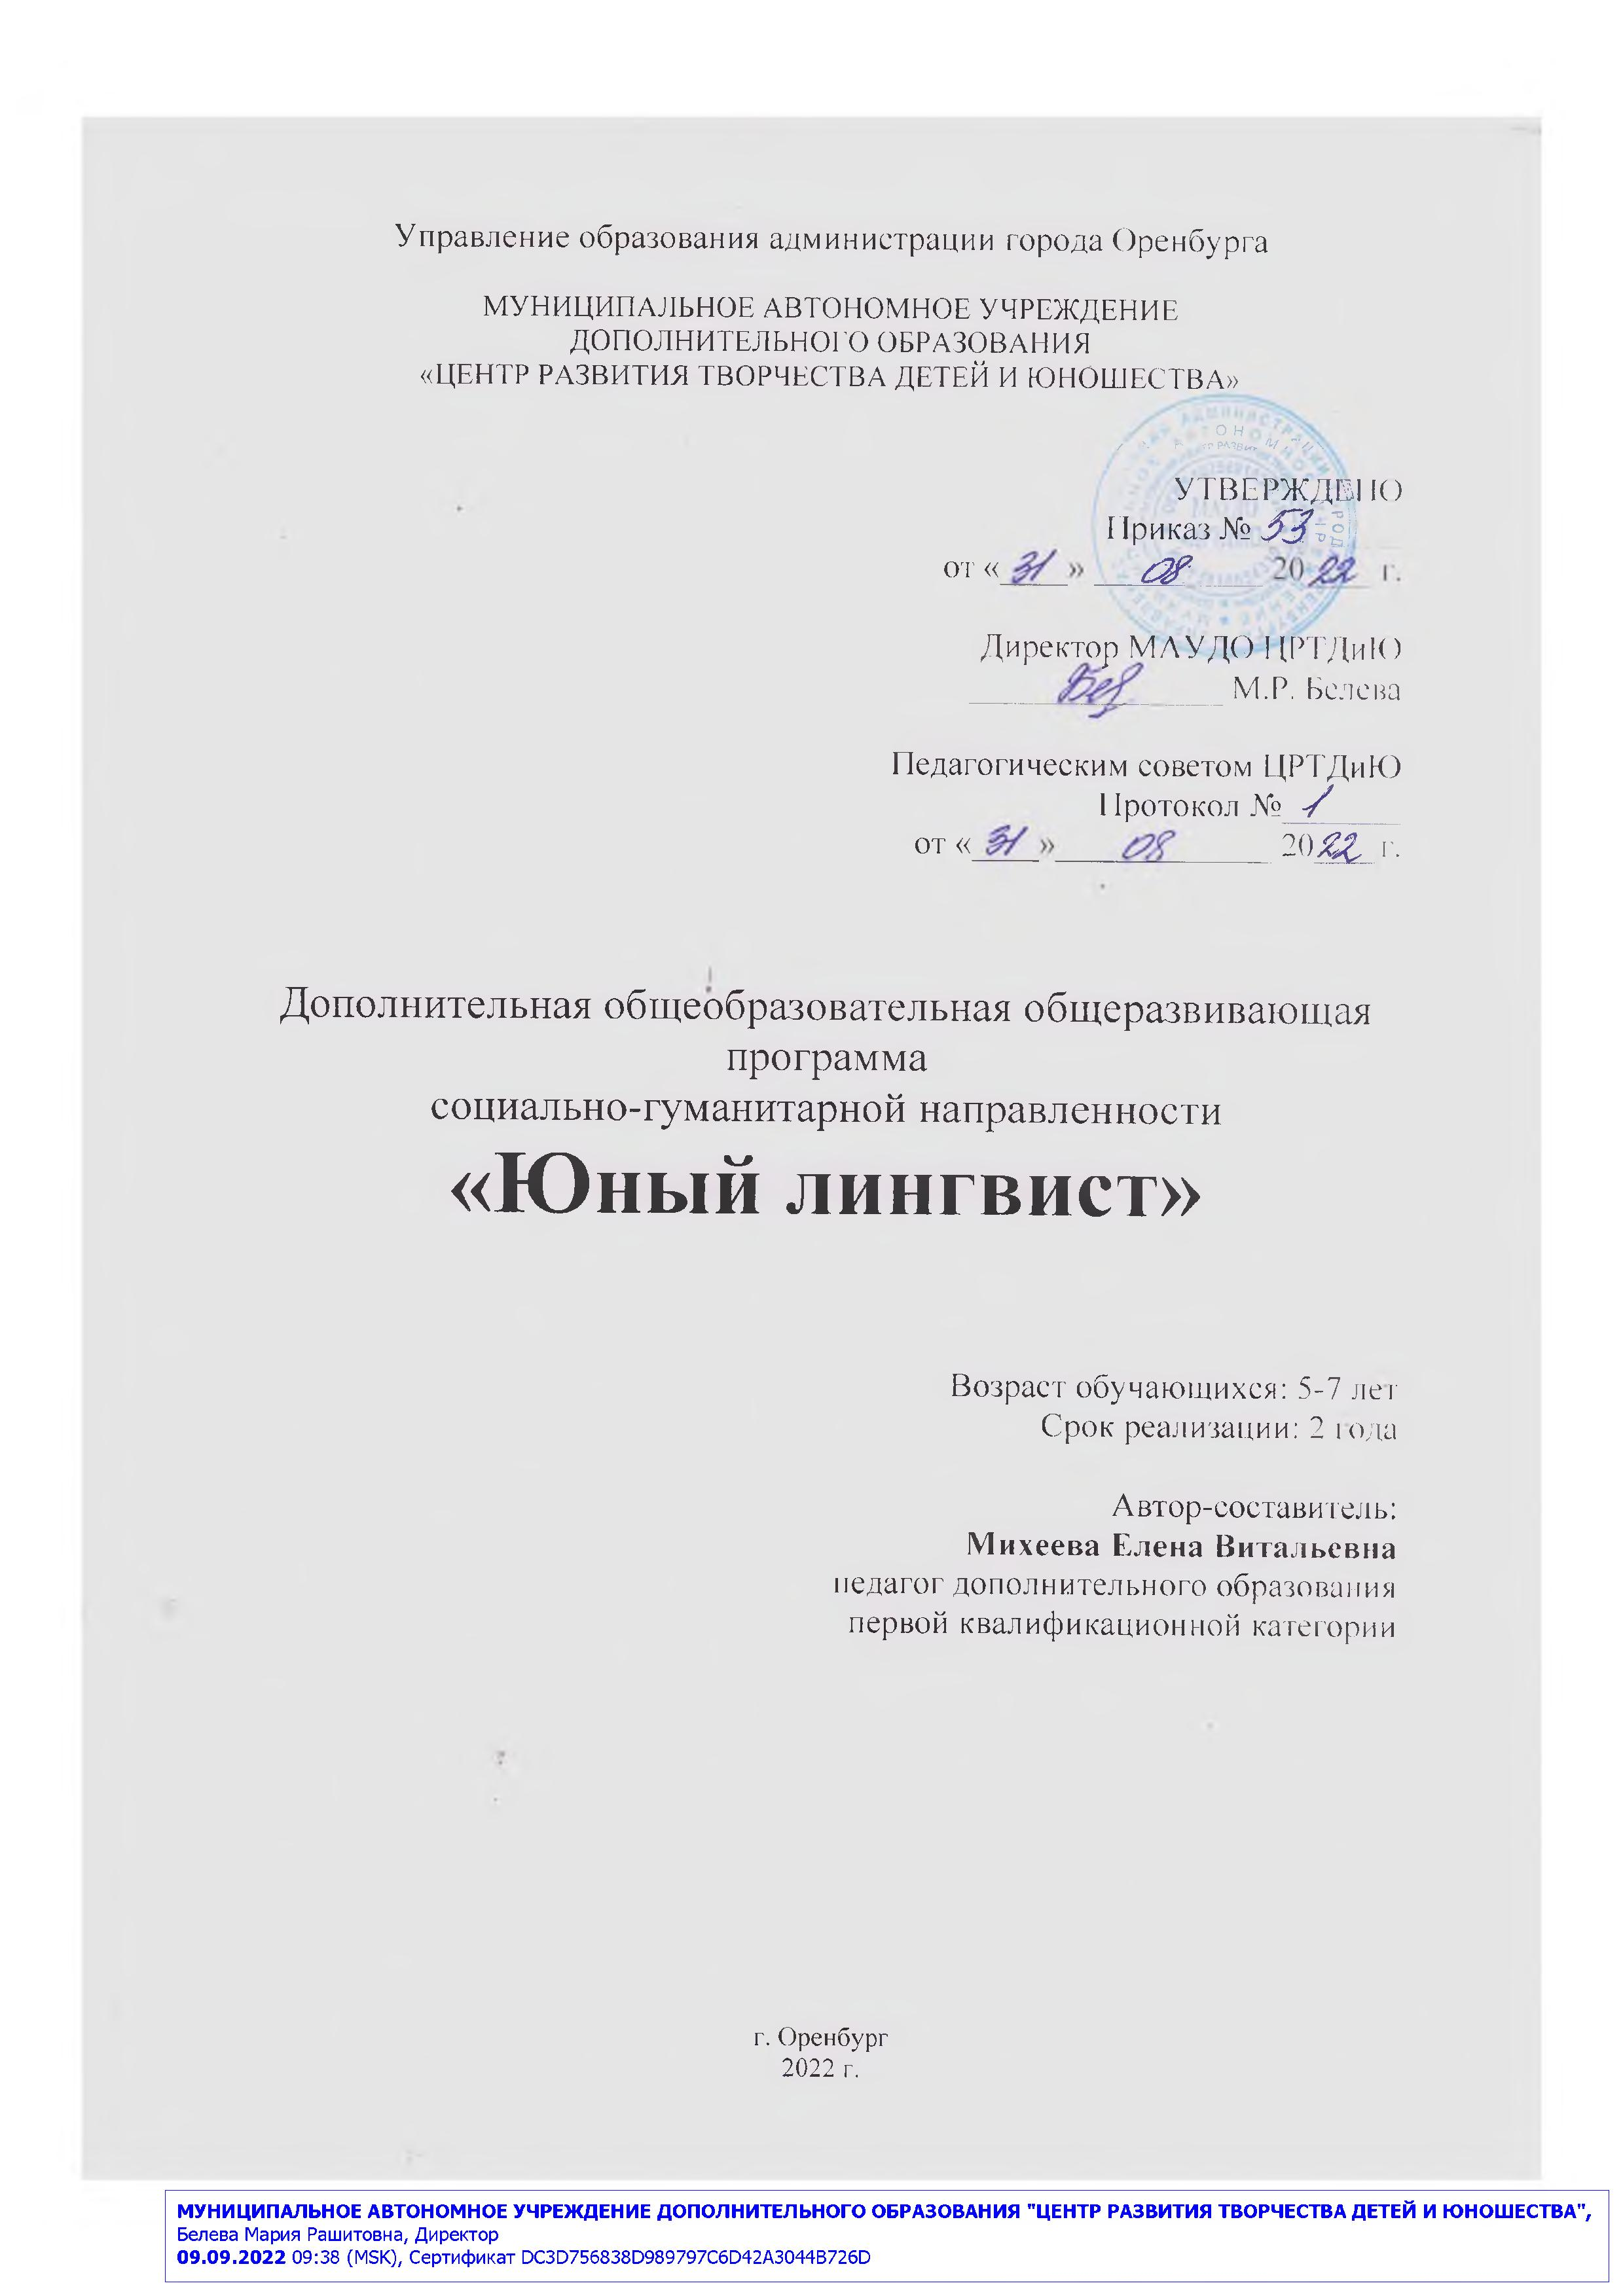 Управление образования администрации города Оренбурга
МУНИЦИПАЛЬНОЕ АВТОНОМНОЕ УЧРЕЖДЕНИЕ
ДОПОЛНИТЕЛЬНОГО ОБРАЗОВАНИЯ
«ЦЕНТР РАЗВИТИЯ ТВОРЧЕСТВА ДЕТЕЙ И ЮНОШЕСТВА»
УТВЕРЖДЕНО
Приказ № 53
от «31» 08 2022 г.
Директор МАУДО ЦРТДиЮ
М.Р. Белева
Педагогическим советом ЦРТДиЮ
Протокол № 1
от «31» 08 2022 г.
Дополнительная общеобразовательная общеразвивающая
программа
социально-гуманитарной направленности
«Юный лингвист»
Возраст обучающихся: 5-7 лет
Срок реализации: 2 года
Автор-составитель:
Михеева Елена Витальевна
педагог дополнительного образования
первой квалификационной категории
г. Оренбург
2022 г.
МУНИЦИПАЛЬНОЕ АВТОНОМНОЕ УЧРЕЖДЕНИЕ ДОПОЛНИТЕЛЬНОГО ОБРАЗОВАНИЯ "ЦЕНТР РАЗВИТИЯ ТВОРЧЕСТВА ДЕТЕЙ И ЮНОШЕСТВА",
Белева Мария Рашитовна, Директор
09.09.2022 09:38 (MSK), Сертификат DC3D756838D989797C6D42A3044B726D